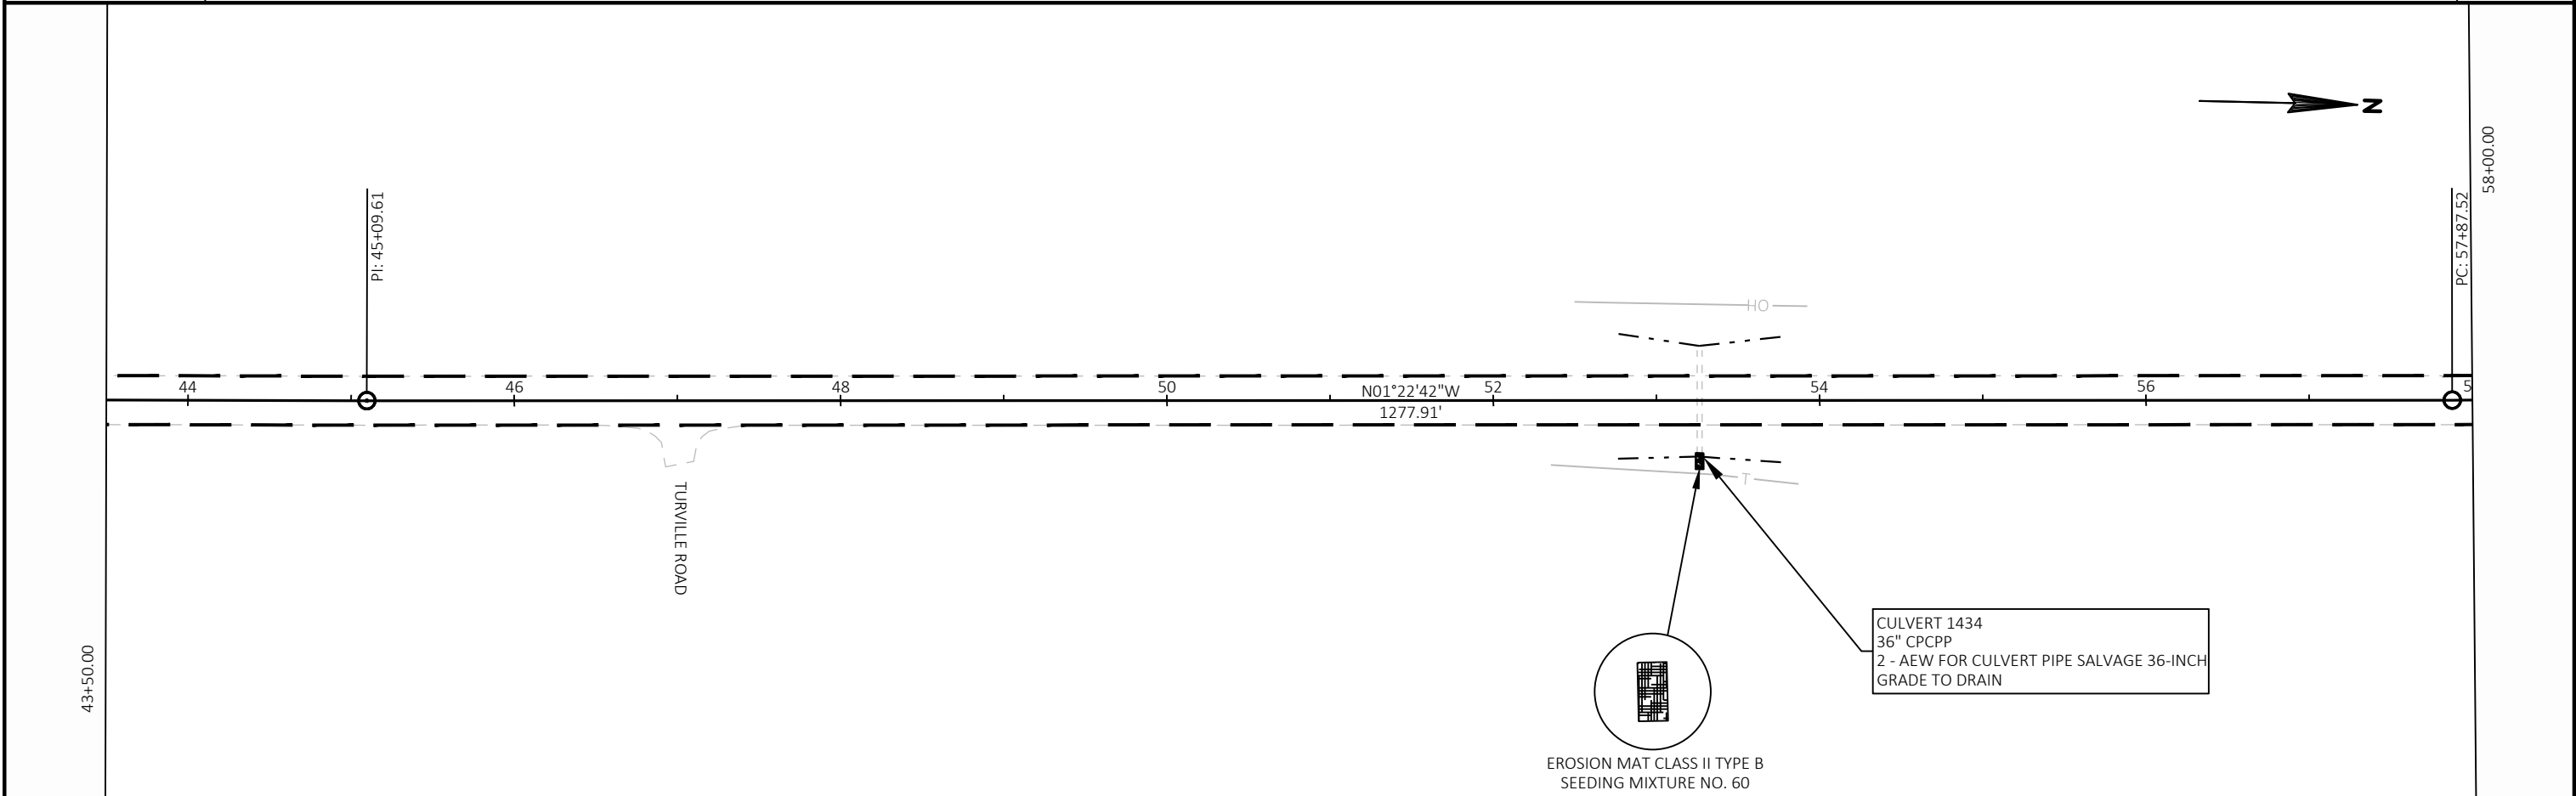 N
58+00.00
PI: 45+09.61
PC: 57+87.52
HO
44
46
48
50
N01°22'42"W
52
54
56
5
1277.91'
T
TURVILLE ROAD
43+50.00
CULVERT 1434
36" CPCPP
2 - AEW FOR CULVERT PIPE SALVAGE 36-INCH
GRADE TO DRAIN
EROSION MAT CLASS II TYPE B
SEEDING MIXTURE NO. 60